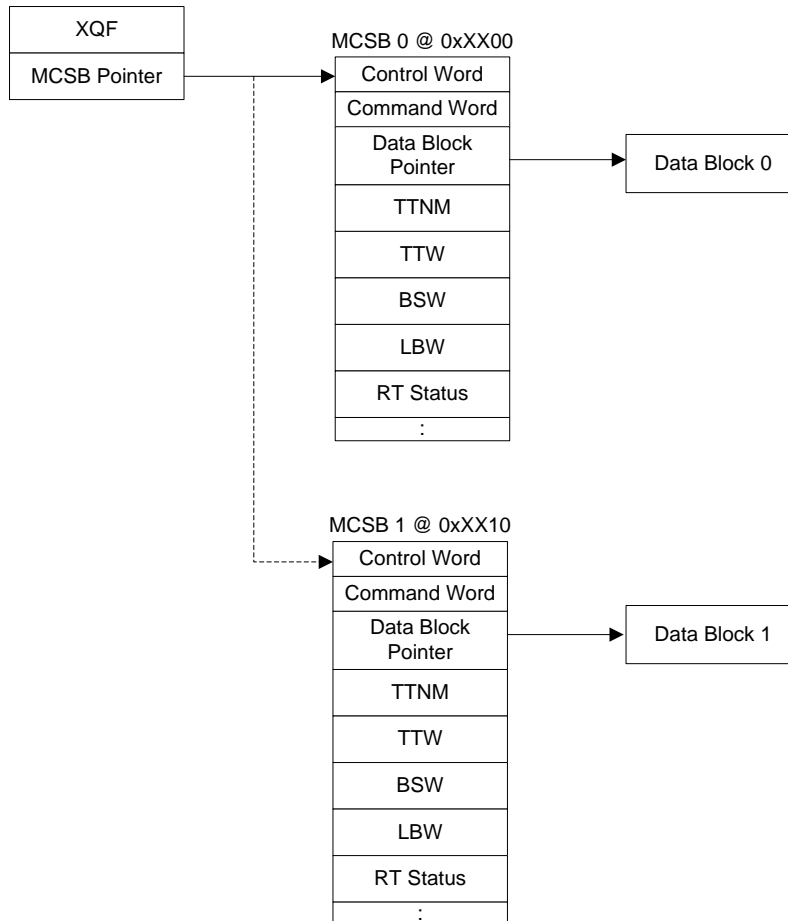 XQF
MCSB Pointer
MCSB 0 @ 0xXX00
Control Word
Command Word
Data Block
Pointer
TTNM
TTW
BSW
LBW
RT Status
:
Data Block 0
MCSB 1 @ 0xXX10
Control Word
Command Word
Data Block
Pointer
TTNM
TTW
BSW
LBW
RT Status
:
Data Block 1